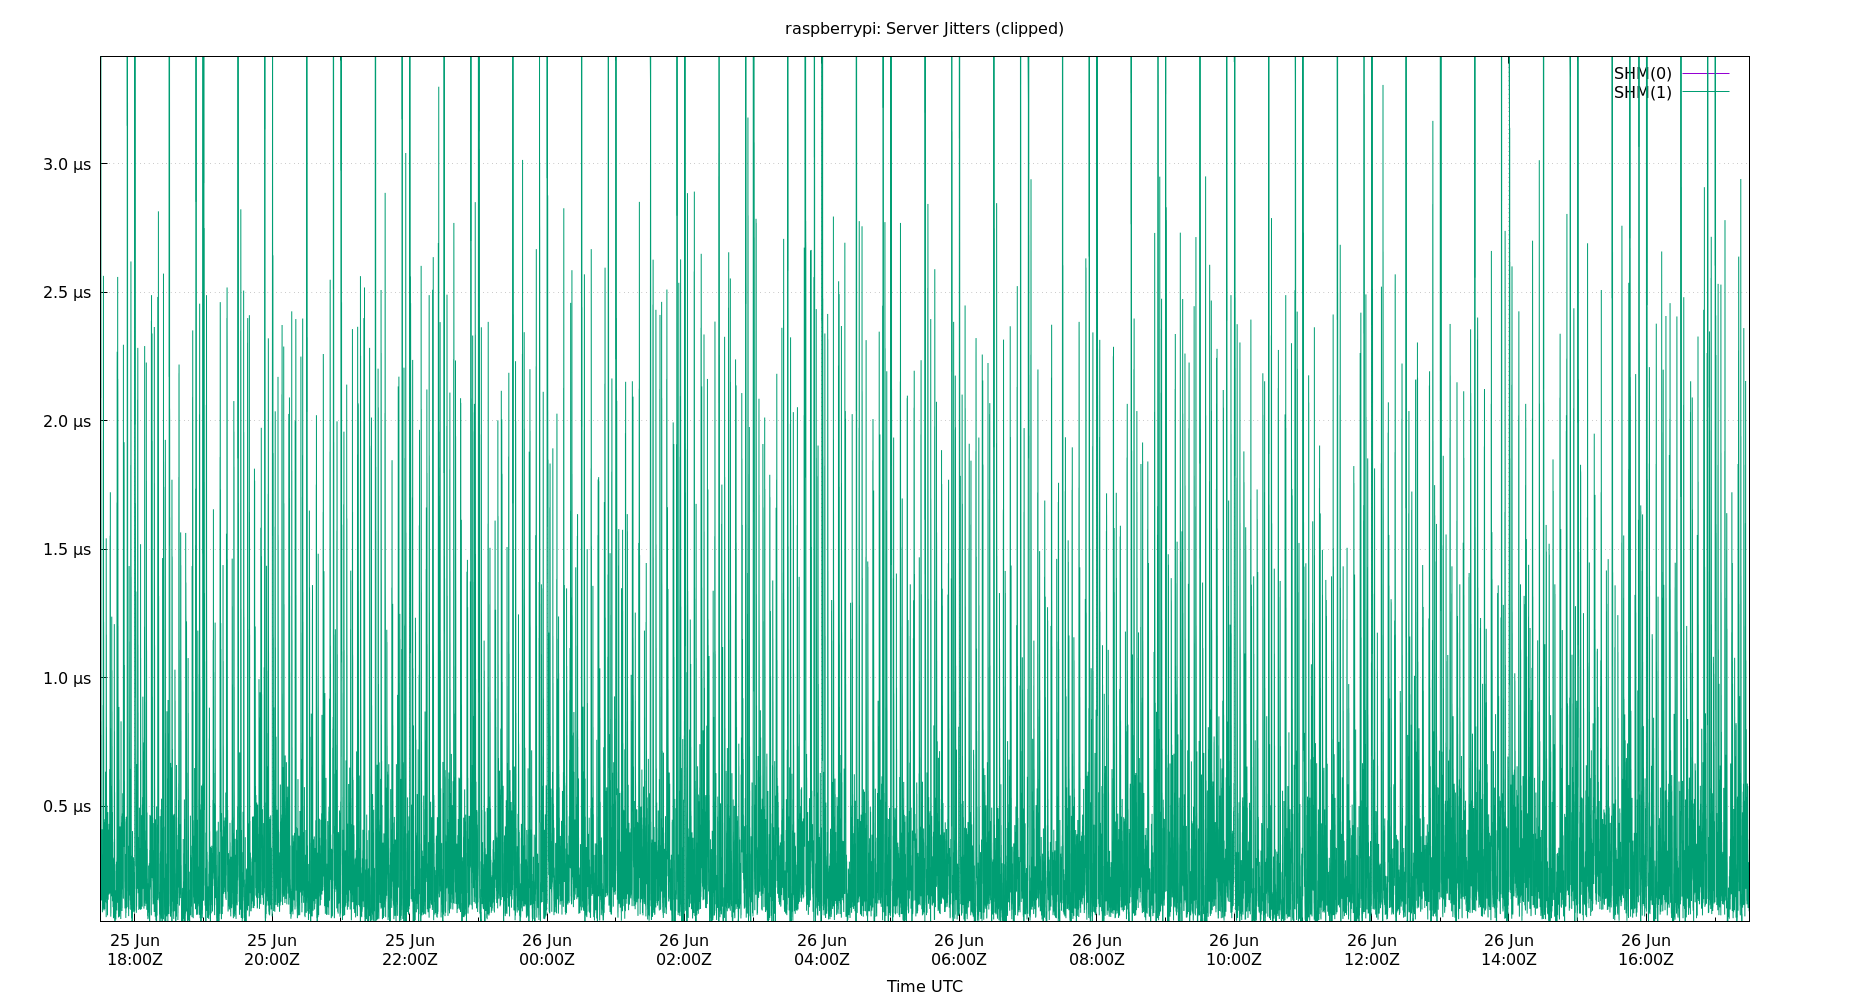 raspberrypi: Server Jitters (clipped)
SHM(0)
SHM(1)
3.0 µs
2.5 µs
2.0 µs
1.5 µs
1.0 µs
0.5 µs
25 Jun 25 Jun 25 Jun 26 Jun 26 Jun 26 Jun 26 Jun 26 Jun 26 Jun 26 Jun 26 Jun 26 Jun
18:00Z 20:00Z 22:00Z 00:00Z 02:00Z 04:00Z 06:00Z 08:00Z 10:00Z 12:00Z 14:00Z 16:00Z
Time UTC